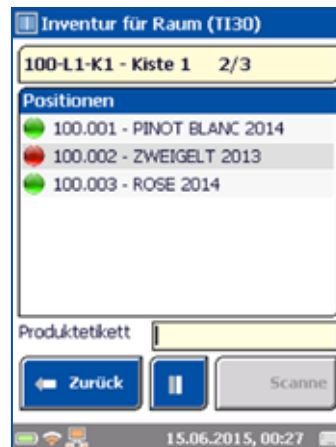 Inventur für Raum (TI30)
100-L1-K1 - Kiste 1 2/3
Positionen
100.001 - PINOT BLANC 2014
100.002 - ZWEIGELT 2013
100.003 - ROSE 2014
Produktetikett
Zurück
Scanne
15.06.2015, 00:27